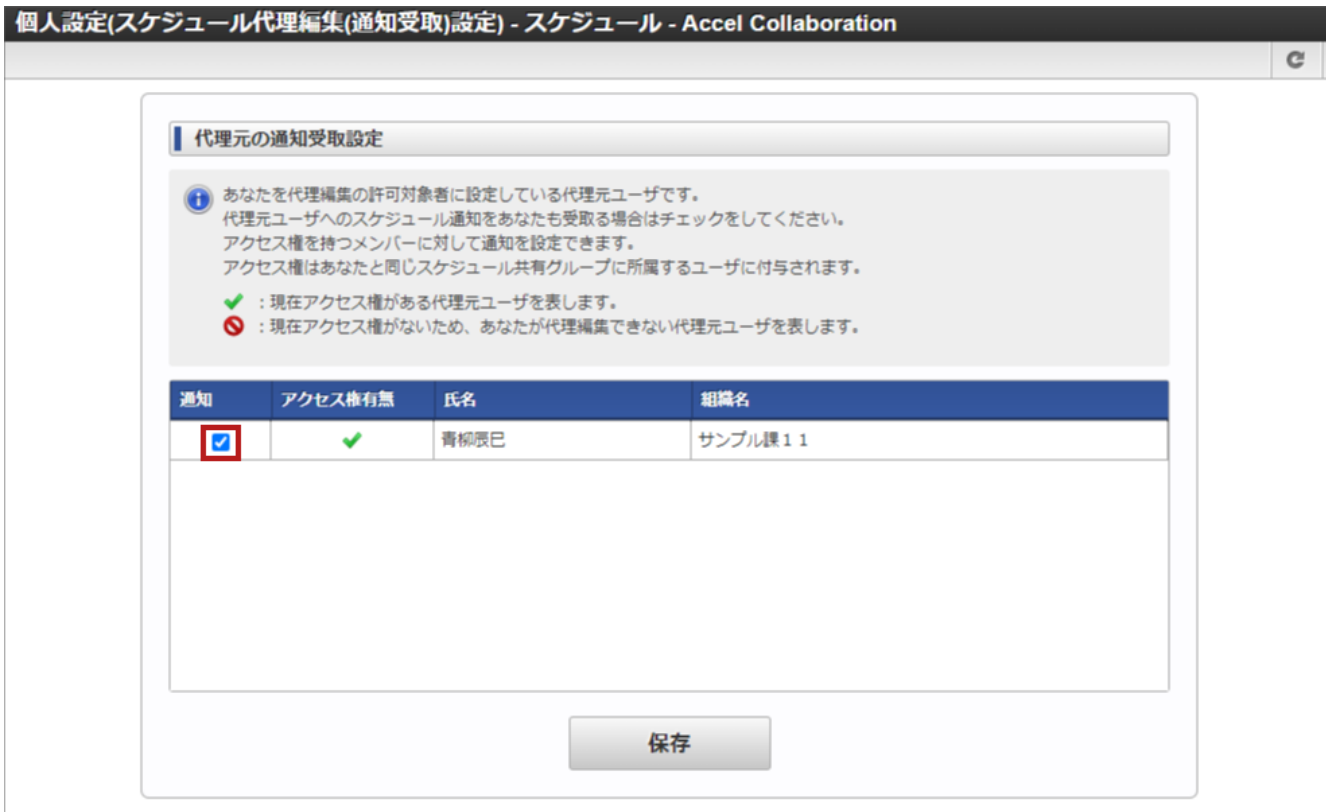 個人設定(スケジュール代理編集(通知受取)設定) - スケジュール - Accel Collaboration
代理元の通知受取設定
あなたを代理編集の許可対象者に設定している代理元ユーザです。
代理元ユーザへのスケジュール通知をあなたも受取る場合はチェックをしてください。
アクセス権を持つメンバーに対して通知を設定できます。
アクセス権はあなたと同じスケジュール共有グループに所属するユーザに付与されます。
：現在アクセス権がある代理元ユーザを表します。
：現在アクセス権がないため、あなたが代理編集できない代理元ユーザを表します。
通知 アクセス権有無 氏名 組織名
青柳辰巳 サンプル課１１
保存